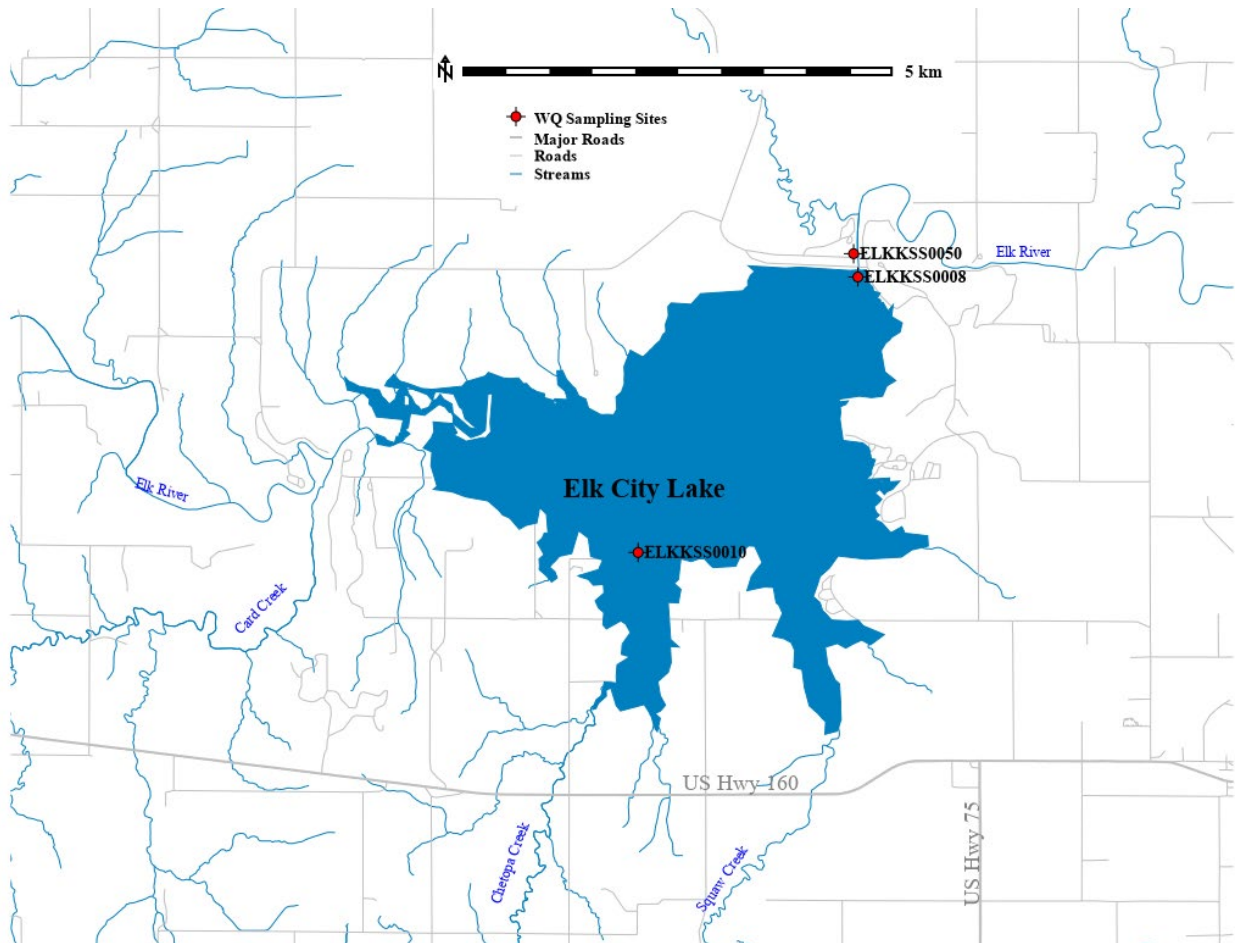 N
5 km
WQ Sampling Sites
Major Roads
Roads
Streams
ELKKSS0050
Elk River
ELKKSS0008
Elk River
Elk City Lake
ELKKSS0010
Card Creek
US Hwy 160
US Hwy 75
Chetopa Creek
Squaw Creek